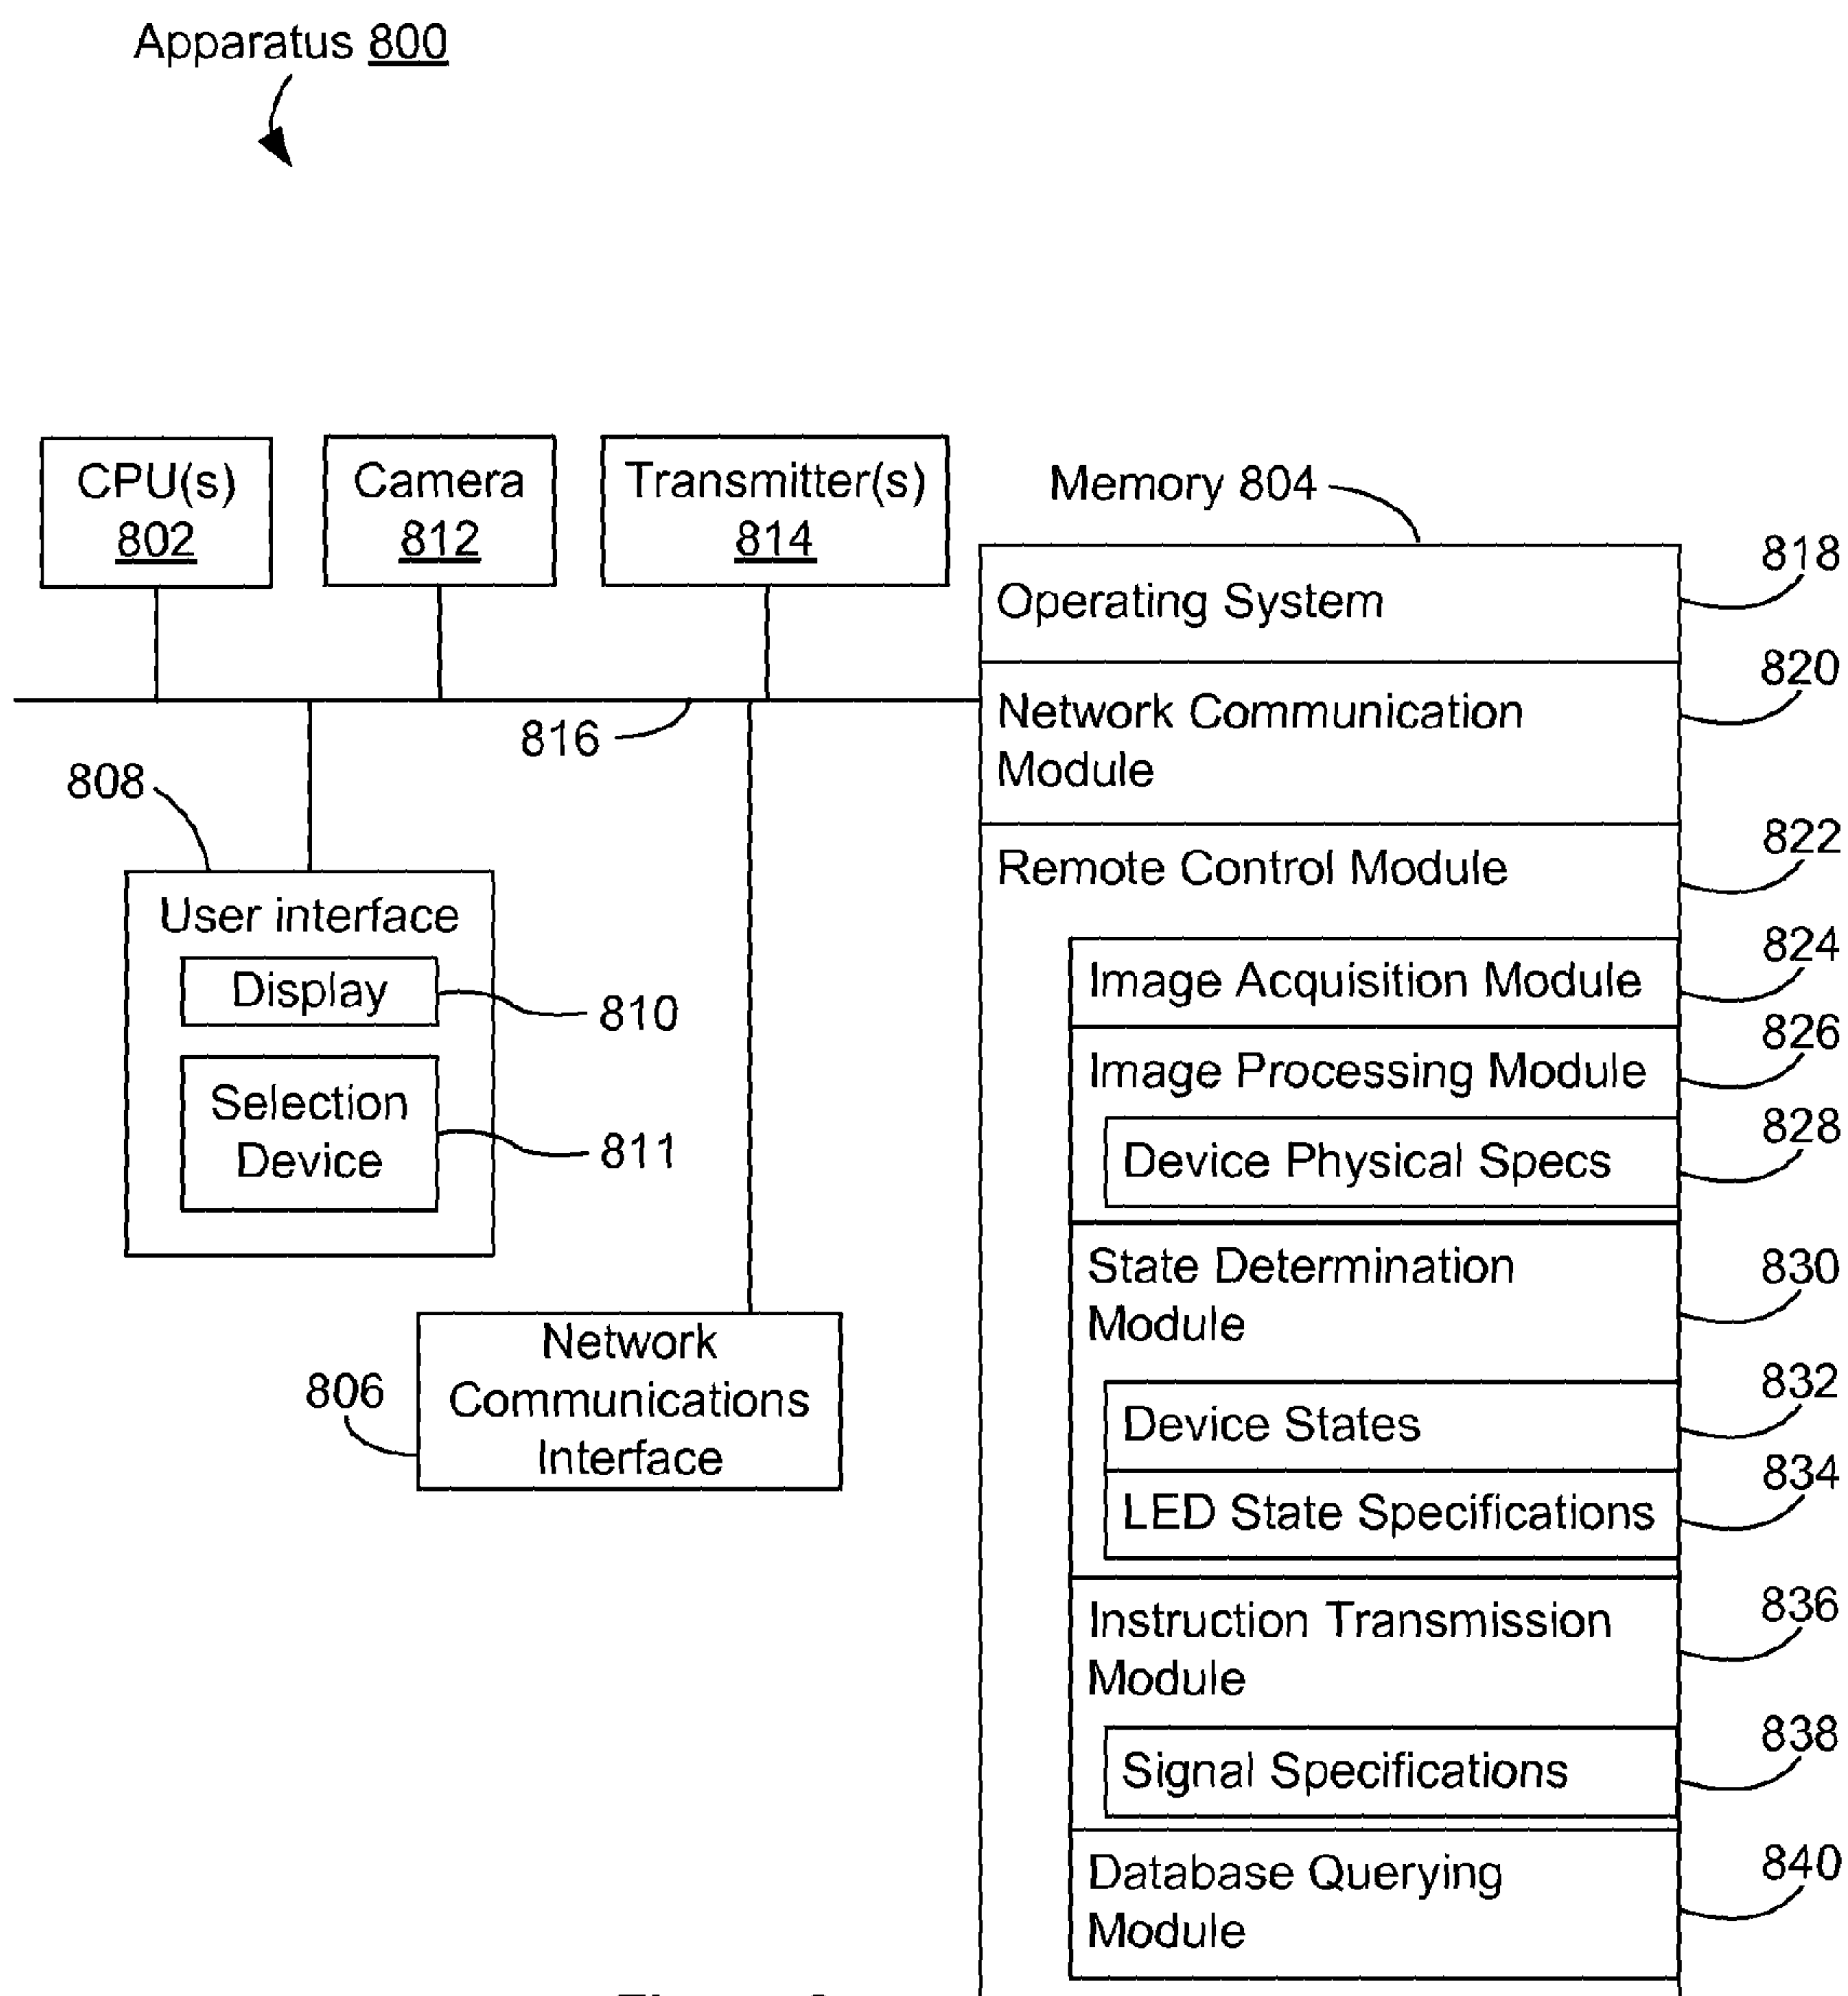 Apparatus 800
CPU(s)
802
Camera
812
Transmitter(s)
814
Memory 804
816
808
User interface
Display
810
Selection
Device
811
806
Network
Communications
Interface
Operating System
818
Network Communication
Module
820
Remote Control Module
822
Image Acquisition Module
824
Image Processing Module
826
Device Physical Specs
828
State Determination
Module
830
Device States
832
LED State Specifications
834
Instruction Transmission
Module
836
Signal Specifications
838
Database Querying
Module
840